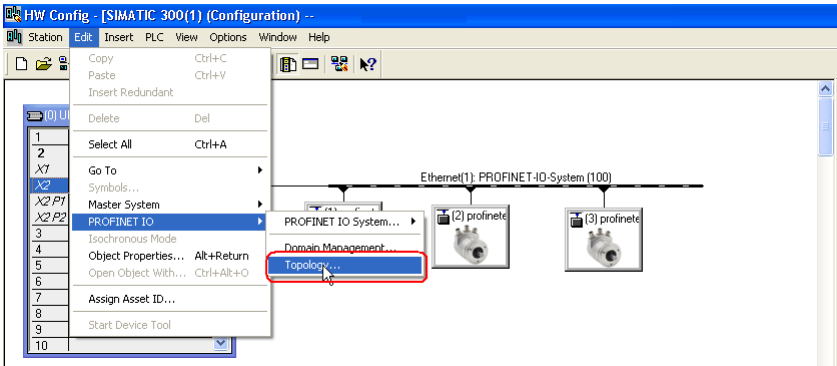 HW Config - [SIMATIC 300(1) (Configuration) --
Station Edit Insert PLC View Options Window Help
Copy Ctrl+C
Paste Ctrl+V
Insert Redundant
Delete Del
Select All Ctrl+A
Go To
Symbols...
Master System
PROFINET IO
Isochronous Mode
Object Properties... Alt+Return
Open Object With... Ctrl+Alt+O
Assign Asset ID...
Start Device Tool
PROFINET IO System...
Domain Management...
Topology...
(0) U
1
2
X1
X2
X2 P1
X2 P2
3
4
5
6
7
8
9
10
Ethernet(1): PROFINET-IO-System (100)
(2) profinete
(3) profinete